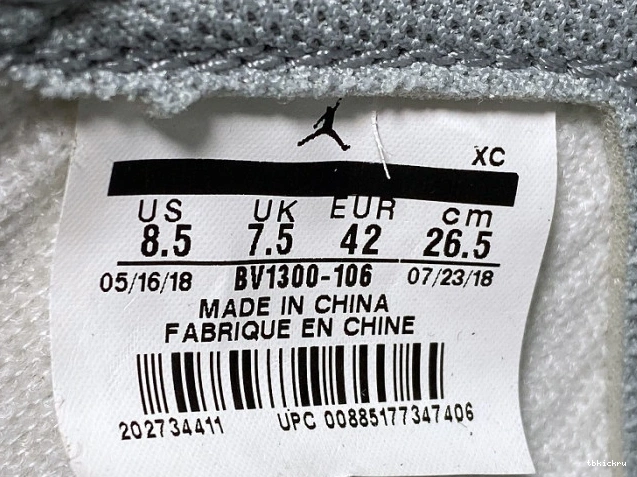 XC
US UK EUR cm
8.5 7.5 42 26.5
05/16/18 BV1300-106 07/23/18
MADE IN CHINA
FABRIQUE EN CHINE
202734411 UPC 00885177347406